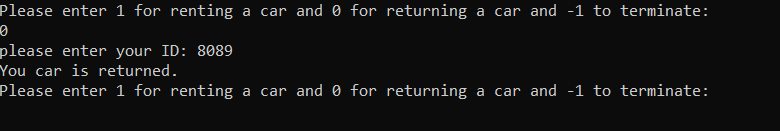 Please enter 1 for renting a car and 0 for returning a car and -1 to terminate:
0
please enter your ID: 8089
You car is returned.
Please enter 1 for renting a car and 0 for returning a car and -1 to terminate: